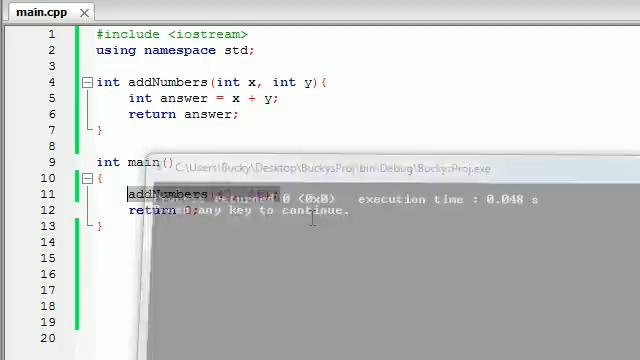 main.cpp
1 #include <iostream>
2 using namespace std;
3
4 int addNumbers(int x, int y){
5 int answer = x + y;
6 return answer;
7 }
8
9 int main()
10 {
11 addNumbers(
12 return 0;
13 }
14
15
16
17
18
19
20
C:\Users\Bucky\Desktop\BuckysProj\bin\Debug\BuckysProj.exe
returned 0 (0x0) execution time : 0.048 s
any key to continue.